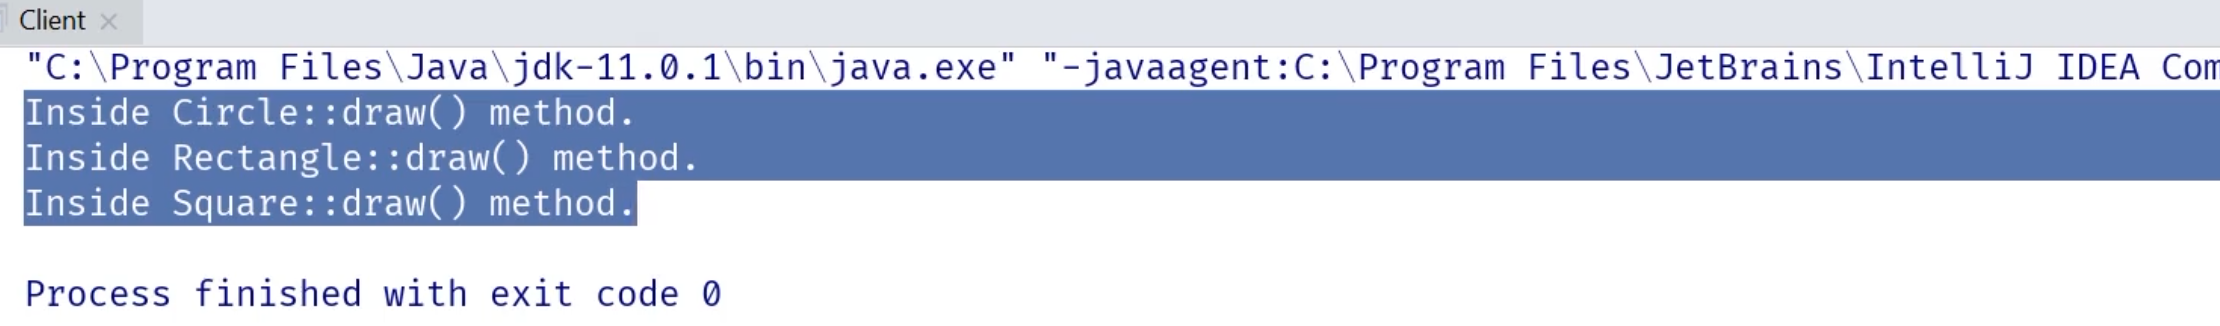 Client
"C:\Program Files\Java\jdk-11.0.1\bin\java.exe" "-javaagent:C:\Program Files\JetBrains\IntelliJ IDEA Com
Inside Circle::draw() method.
Inside Rectangle::draw() method.
Inside Square::draw() method.
Process finished with exit code 0